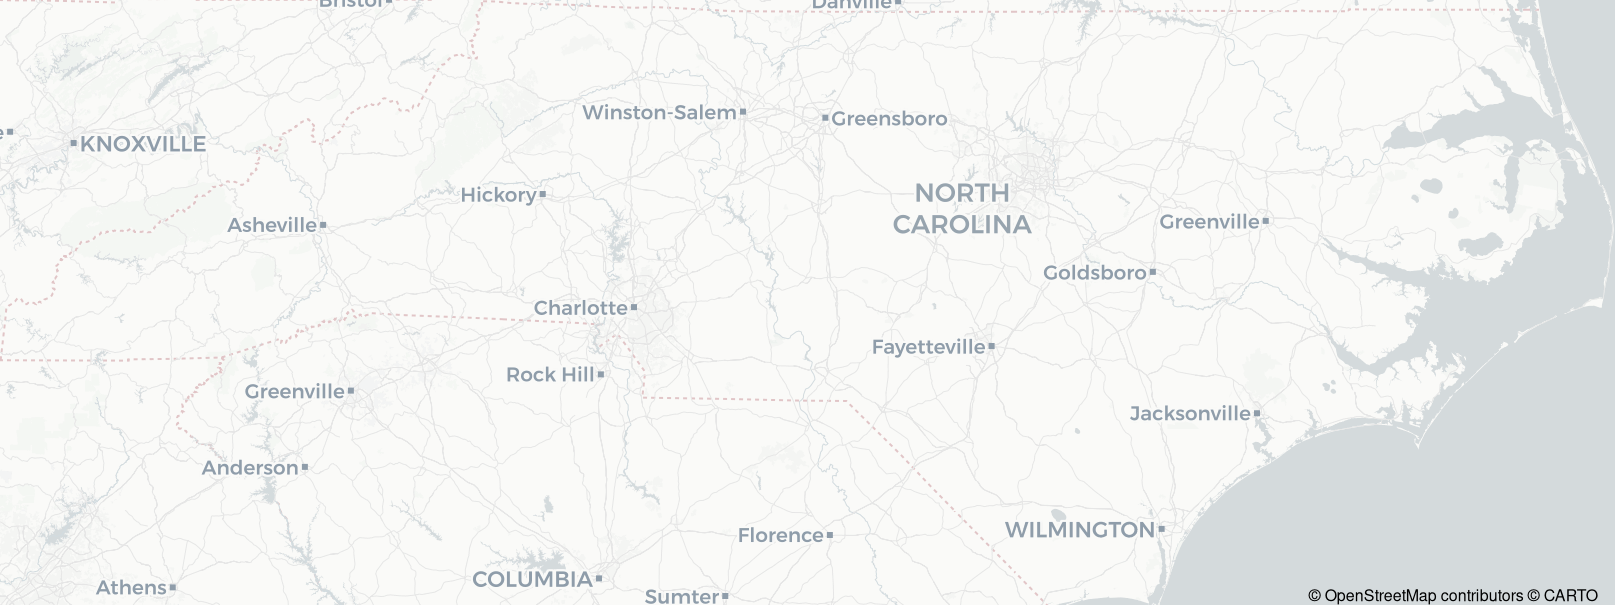 Bristol
Danville
Winston-Salem
Greensboro
KNOXVILLE
Hickory
NORTH
CAROLINA
Asheville
Greenville
Goldsboro
Charlotte
Fayetteville
Rock Hill
Greenville
Jacksonville
Anderson
WILMINGTON
Florence
COLUMBIA
Athens
Sumter
© OpenStreetMap contributors © CARTO